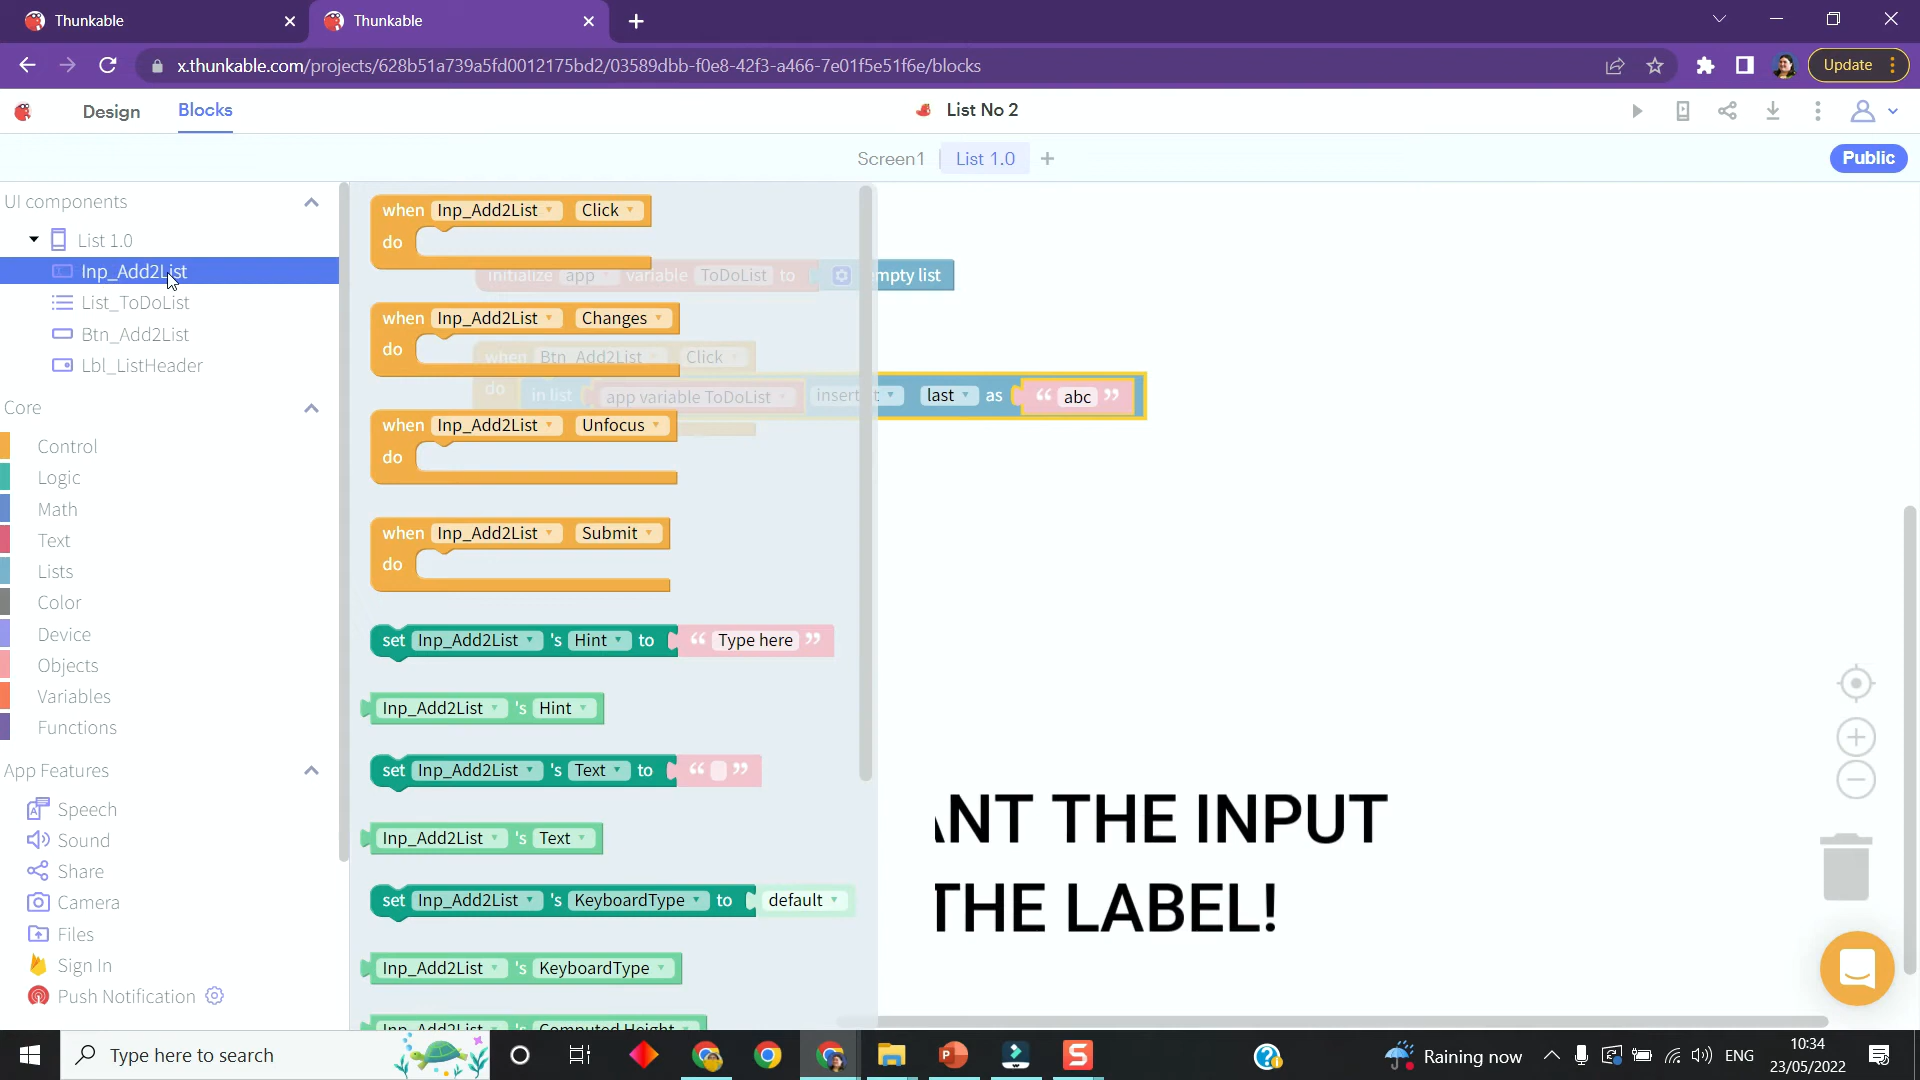 Thunkable
Thunkable
x.thunkable.com/projects/628b51a739a5fd0012175bd2/03589dbb-f0e8-42f3-a466-7e01f5e51f6e/blocks
Update
Design
Blocks
List No 2
Screen1
List 1.0
Public
UI components
List 1.0
Inp_Add2List
List_ToDoList
Btn_Add2List
Lbl_ListHeader
Core
Control
Logic
Math
Text
Lists
Color
Device
Objects
Variables
Functions
App Features
Speech
Sound
Share
Camera
Files
Sign In
Push Notification
when Inp_Add2List Click
do
initialize app variable ToDoList to empty list
when Inp_Add2List Changes
do
when Btn_Add2List Click
do in list app variable ToDoList insert last as “ abc ”
when Inp_Add2List Unfocus
do
when Inp_Add2List Submit
do
set Inp_Add2List 's Hint to “ Type here ”
Inp_Add2List 's Hint
set Inp_Add2List 's Text to “ ”
Inp_Add2List 's Text
set Inp_Add2List 's KeyboardType to default
Inp_Add2List 's KeyboardType
Inp_Add2List 's Computed Height
ANT THE INPUT
THE LABEL!
Type here to search
Raining now
ENG
10:34
23/05/2022